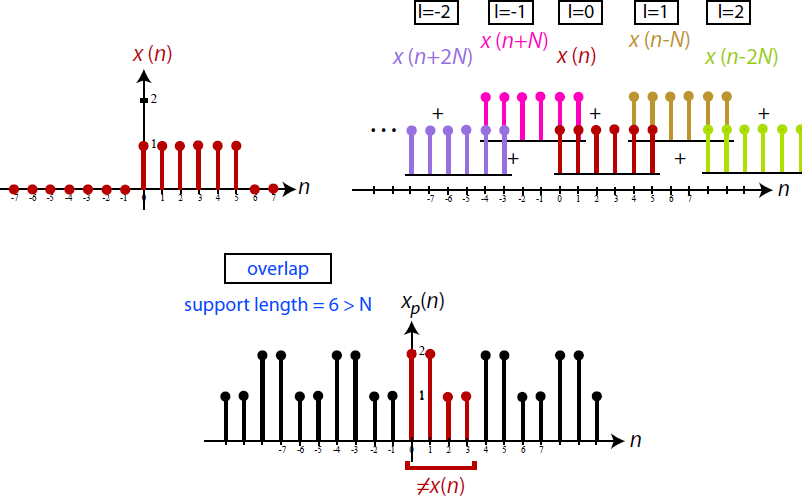 l=-2 l=-1 l=0 l=1 l=2
x (n+2N) x (n+N) x (n) x (n-N) x (n-2N)
x (n)
2
1
-7 -6 -5 -4 -3 -2 -1 0 1 2 3 4 5 6 7 n
... + + + + +
-7 -6 -5 -4 -3 -2 -1 0 1 2 3 4 5 6 7 n
overlap
support length = 6 > N
xp(n)
2
1
-7 -6 -5 -4 -3 -2 -1 0 1 2 3 4 5 6 7 n
≠x(n)